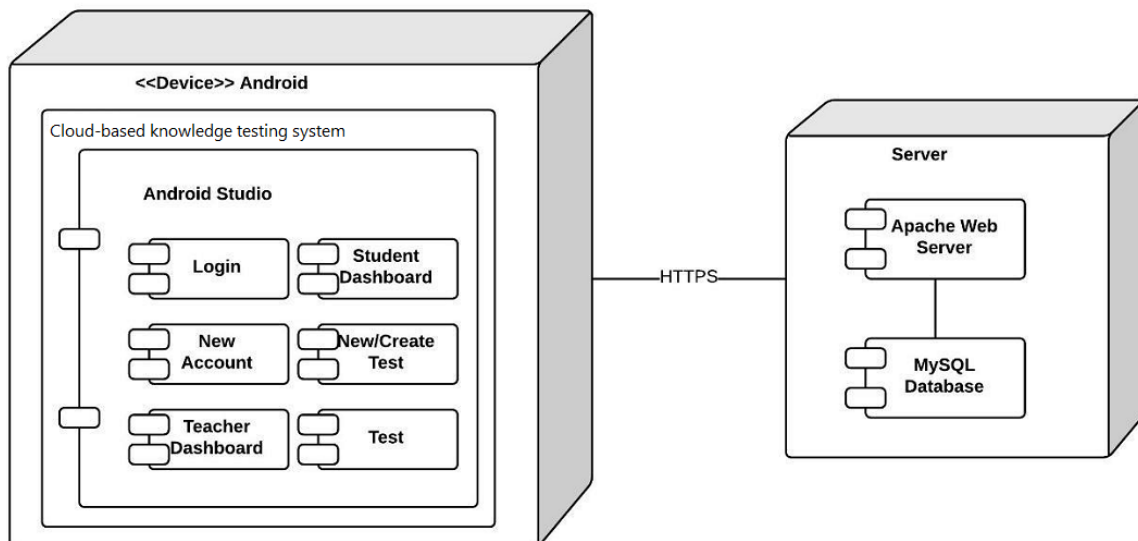 <<Device>> Android
Cloud-based knowledge testing system
Android Studio
Login
Student
Dashboard
New
Account
New/Create
Test
Teacher
Dashboard
Test
HTTPS
Server
Apache Web
Server
MySQL
Database